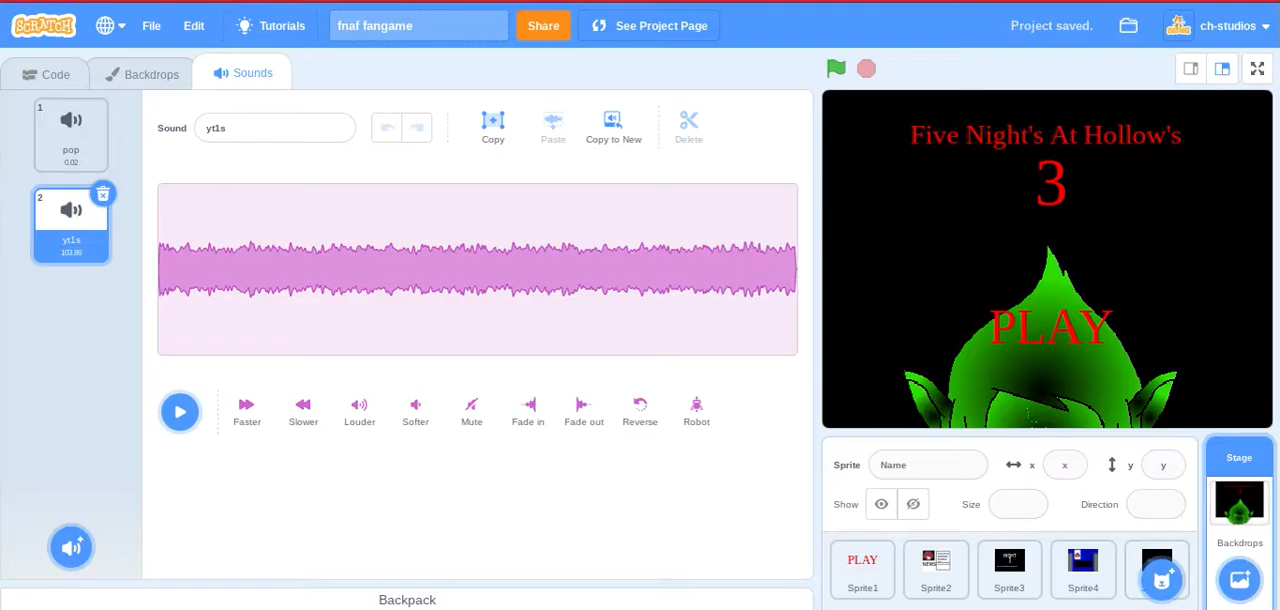 SCRATCH
File
Edit
Tutorials
fnaf fangame
Share
See Project Page
Project saved.
ch-studios
Code
Backdrops
Sounds
1
pop
0.02
2
yt1s
103.86
Sound
yt1s
Copy
Paste
Copy to New
Delete
Faster
Slower
Louder
Softer
Mute
Fade in
Fade out
Reverse
Robot
Backpack
Five Night's At Hollow's
3
PLAY
Sprite
Name
x
x
y
y
Show
Size
Direction
PLAY
Sprite1
NEWS
Sprite2
NIGHT
Sprite3
Sprite4
Stage
Backdrops